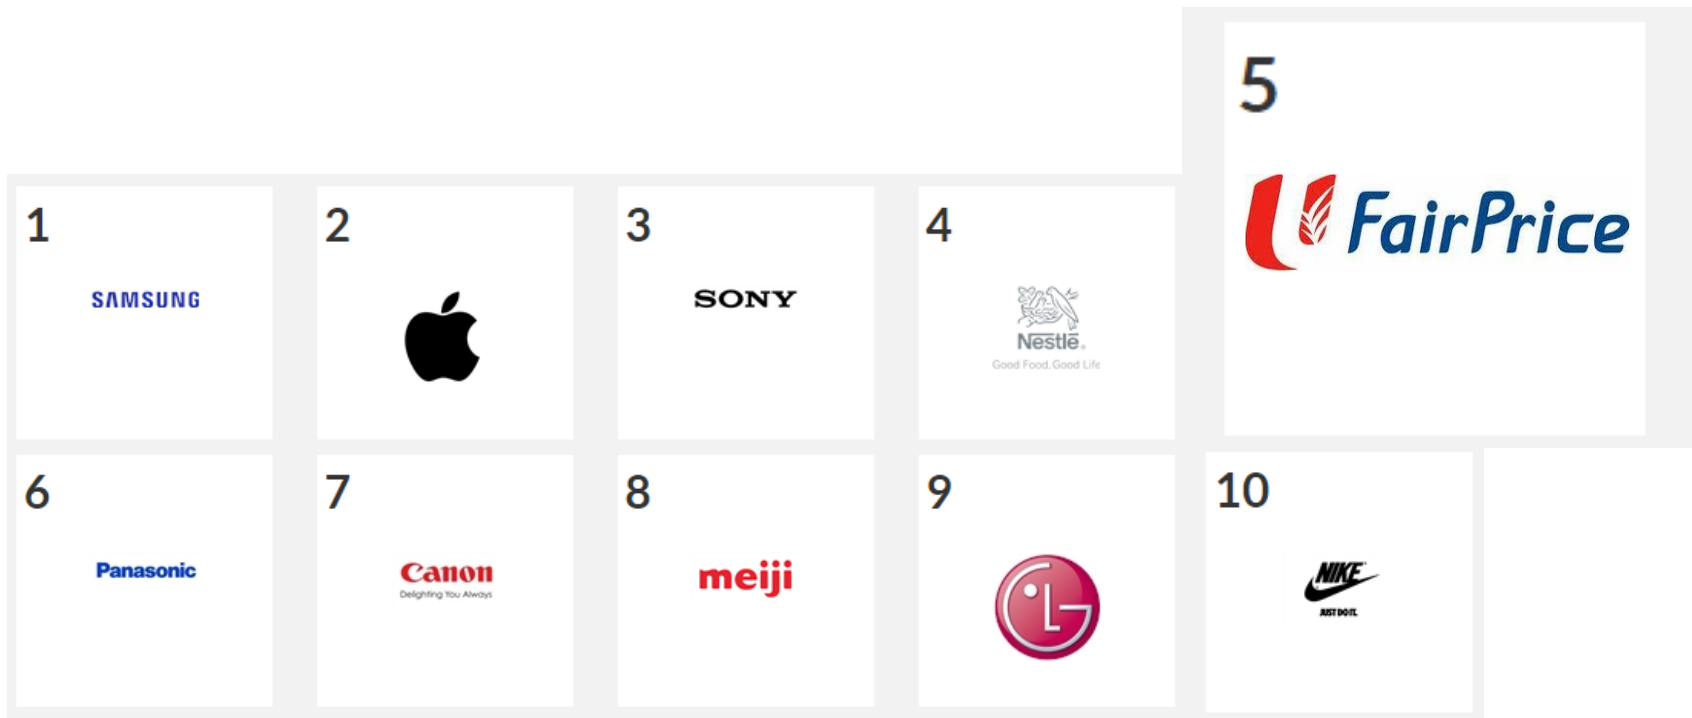 5
FairPrice
1
2
3
4
SAMSUNG
SONY
Nestlē®
Good Food, Good Life
6
7
8
9
10
Panasonic
Canon
Delighting You Always
meiji
LG
NIKE
JUST DO IT.